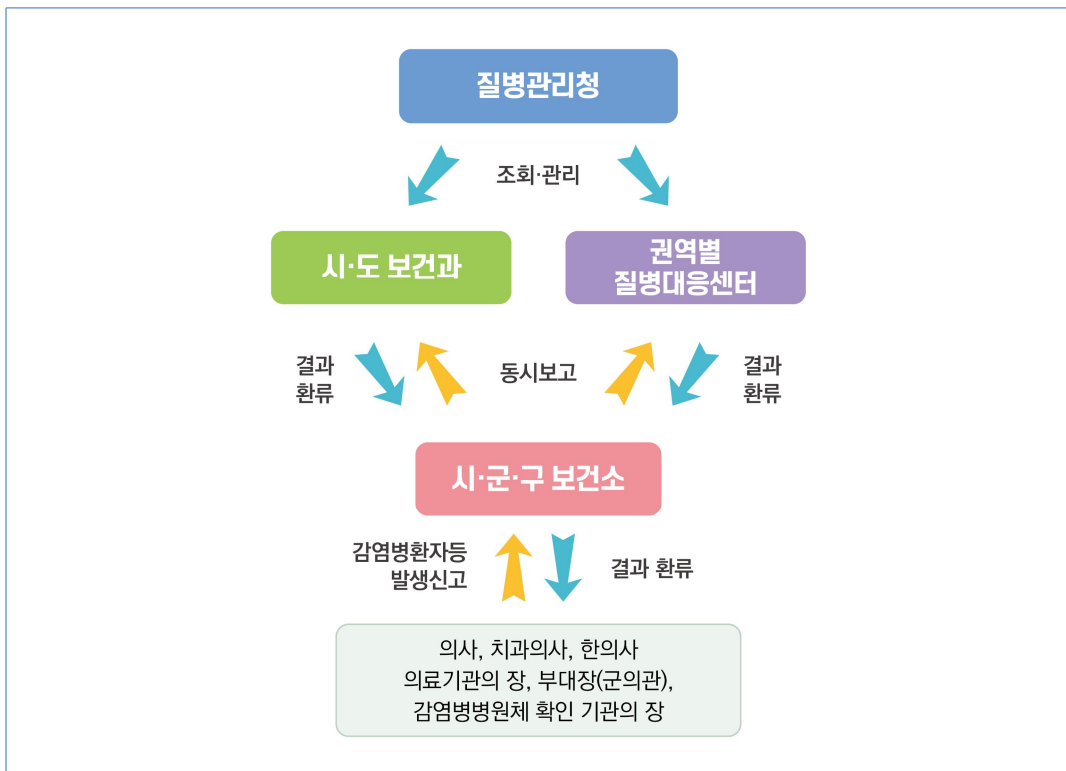 질병관리청
조회·관리
시·도 보건과
권역별
질병대응센터
결과
환류
동시보고
결과
환류
시·군·구 보건소
감염병환자등
발생신고
결과 환류
의사, 치과의사, 한의사
의료기관의 장, 부대장(군의관),
감염병병원체 확인 기관의 장